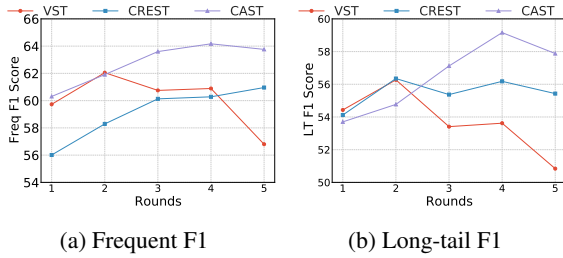 VST CREST CAST
66
64
62
60
58
56
54
Freq F1 Score
1 2 3 4 5
Rounds
(a) Frequent F1
VST CREST CAST
60
58
56
54
52
50
LT F1 Score
1 2 3 4 5
Rounds
(b) Long-tail F1